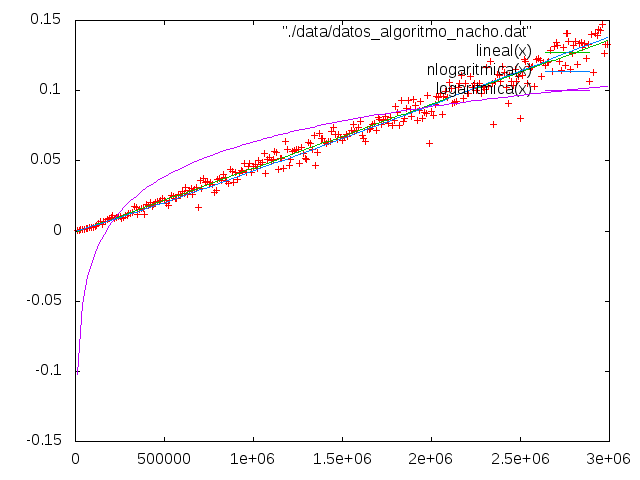 "./data/datos_algoritmo_nacho.dat"
lineal(x)
nlogaritmica(x)
logaritmica(x)
0.15
0.1
0.05
0
-0.05
-0.1
-0.15
0 500000 1e+06 1.5e+06 2e+06 2.5e+06 3e+06